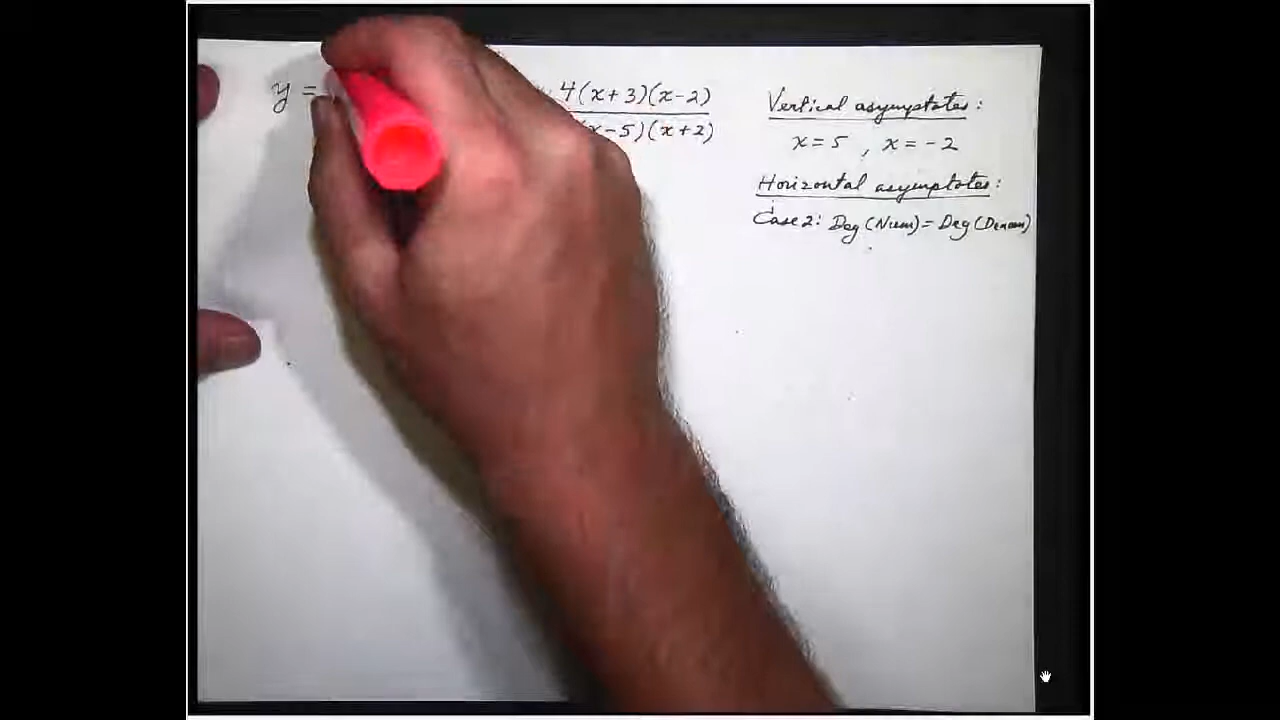 y = 4(x+3)(x-2)
(x-5)(x+2)
Vertical asymptotes:
x=5 , x=-2
Horizontal asymptotes:
Case 2: Deg (Num) = Deg (Denom)